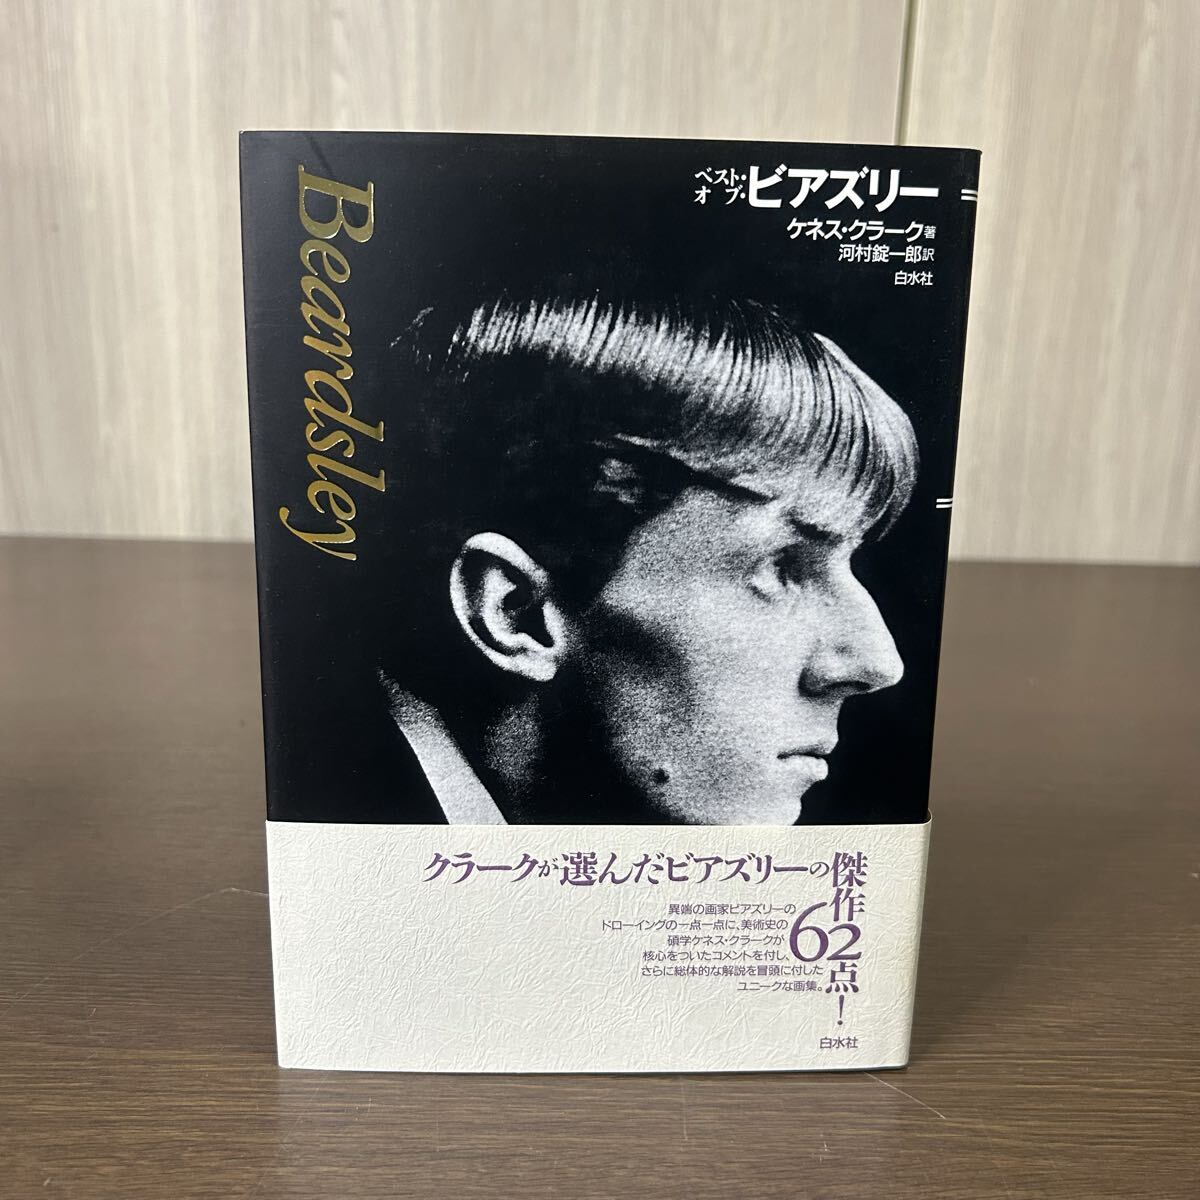 Beardsley
ベスト・
オブ・ビアズリー
ケネス・クラーク著
河村錠一郎訳
白水社
クラークが選んだビアズリーの傑作62点！
異端の画家ビアズリーの
ドローイングの一点一点に、美術史の
碩学ケネス・クラークが
核心をついたコメントを付し、
さらに総体的な解説を冒頭に付した
ユニークな画集。
白水社